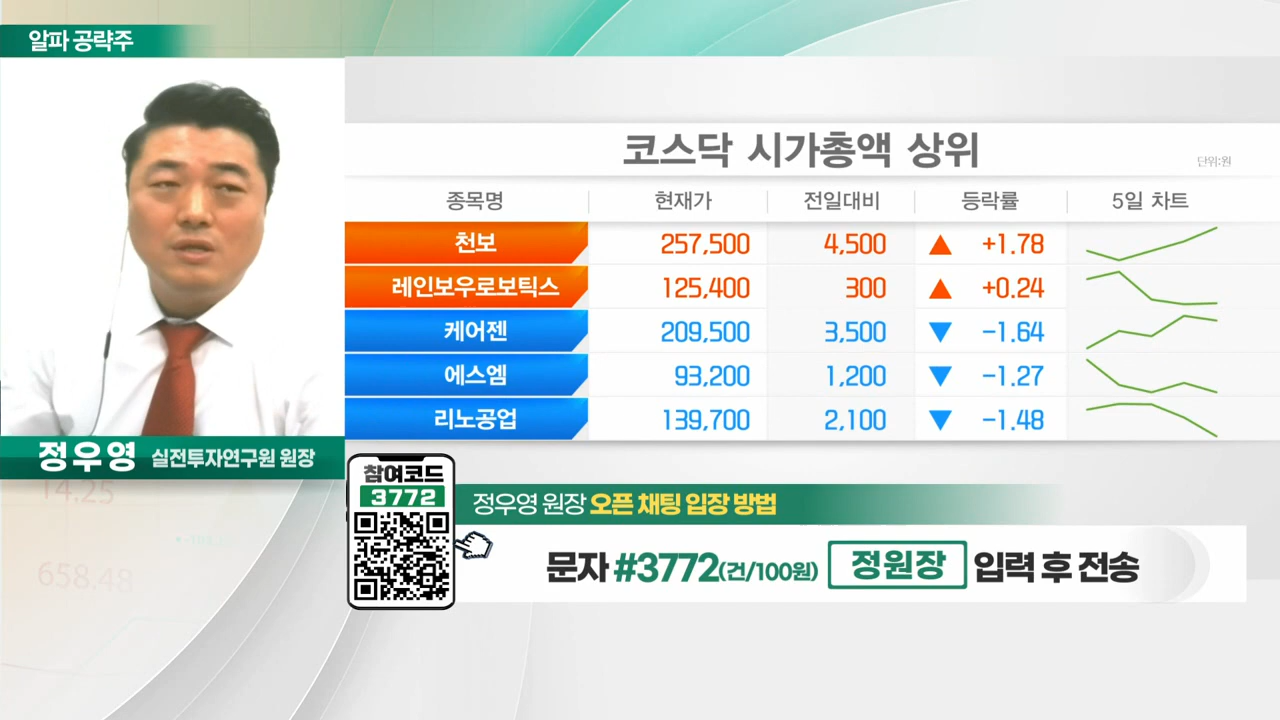 알파 공략주
코스닥 시가총액 상위
단위:원
종목명 현재가 전일대비 등락률 5일 차트
천보 257,500 4,500 ▲ +1.78
레인보우로보틱스 125,400 300 ▲ +0.24
케어젠 209,500 3,500 ▼ -1.64
에스엠 93,200 1,200 ▼ -1.27
리노공업 139,700 2,100 ▼ -1.48
정우영 실전투자연구원 원장
14.25
658.48
참여코드
3772
정우영 원장 오픈 채팅 입장 방법
문자 #3772(건/100원) 정원장 입력 후 전송